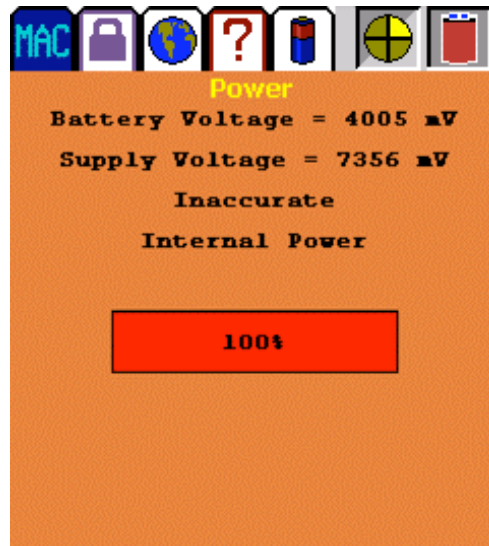 MAC ?
Power
Battery Voltage = 4005 mV
Supply Voltage = 7356 mV
Inaccurate
Internal Power
100%